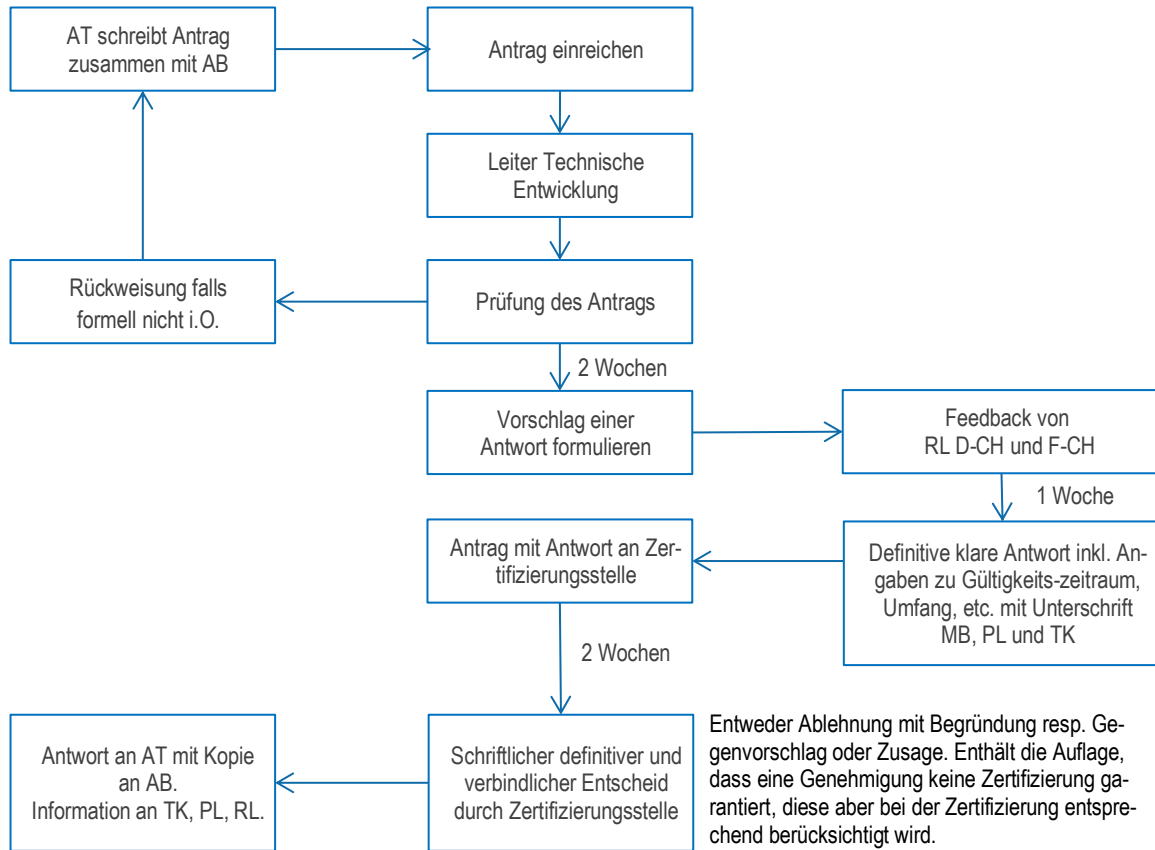 AT schreibt Antrag
zusammen mit AB
Antrag einreichen
Leiter Technische
Entwicklung
Rückweisung falls
formell nicht i.O.
Prüfung des Antrags
2 Wochen
Vorschlag einer
Antwort formulieren
Feedback von
RL D-CH und F-CH
1 Woche
Antrag mit Antwort an Zer-
tifizierungsstelle
Definitive klare Antwort inkl. An-
gaben zu Gültigkeits-zeitraum,
Umfang, etc. mit Unterschrift
MB, PL und TK
2 Wochen
Antwort an AT mit Kopie
an AB.
Information an TK, PL, RL.
Schriftlicher definitiver und
verbindlicher Entscheid
durch Zertifizierungsstelle
Entweder Ablehnung mit Begründung resp. Ge-
genvorschlag oder Zusage. Enthält die Auflage,
dass eine Genehmigung keine Zertifizierung ga-
rantiert, diese aber bei der Zertifizierung entspre-
chend berücksichtigt wird.